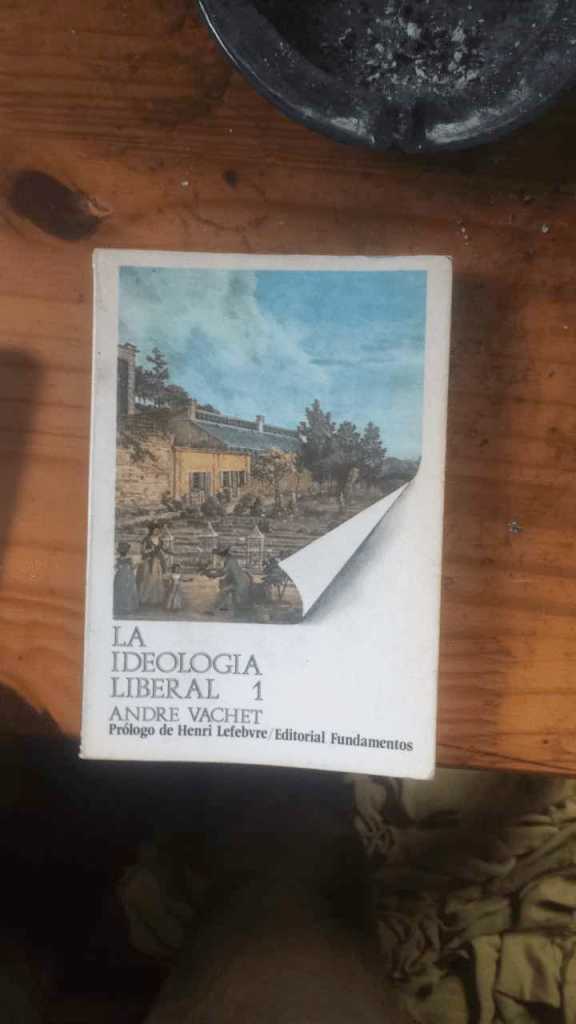 LA
IDEOLOGIA
LIBERAL 1
ANDRE VACHET
Prólogo de Henri Lefebvre/Editorial Fundamentos